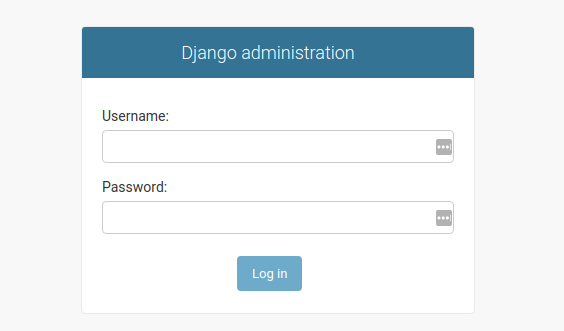 Django administration
Username:
Password:
Log in